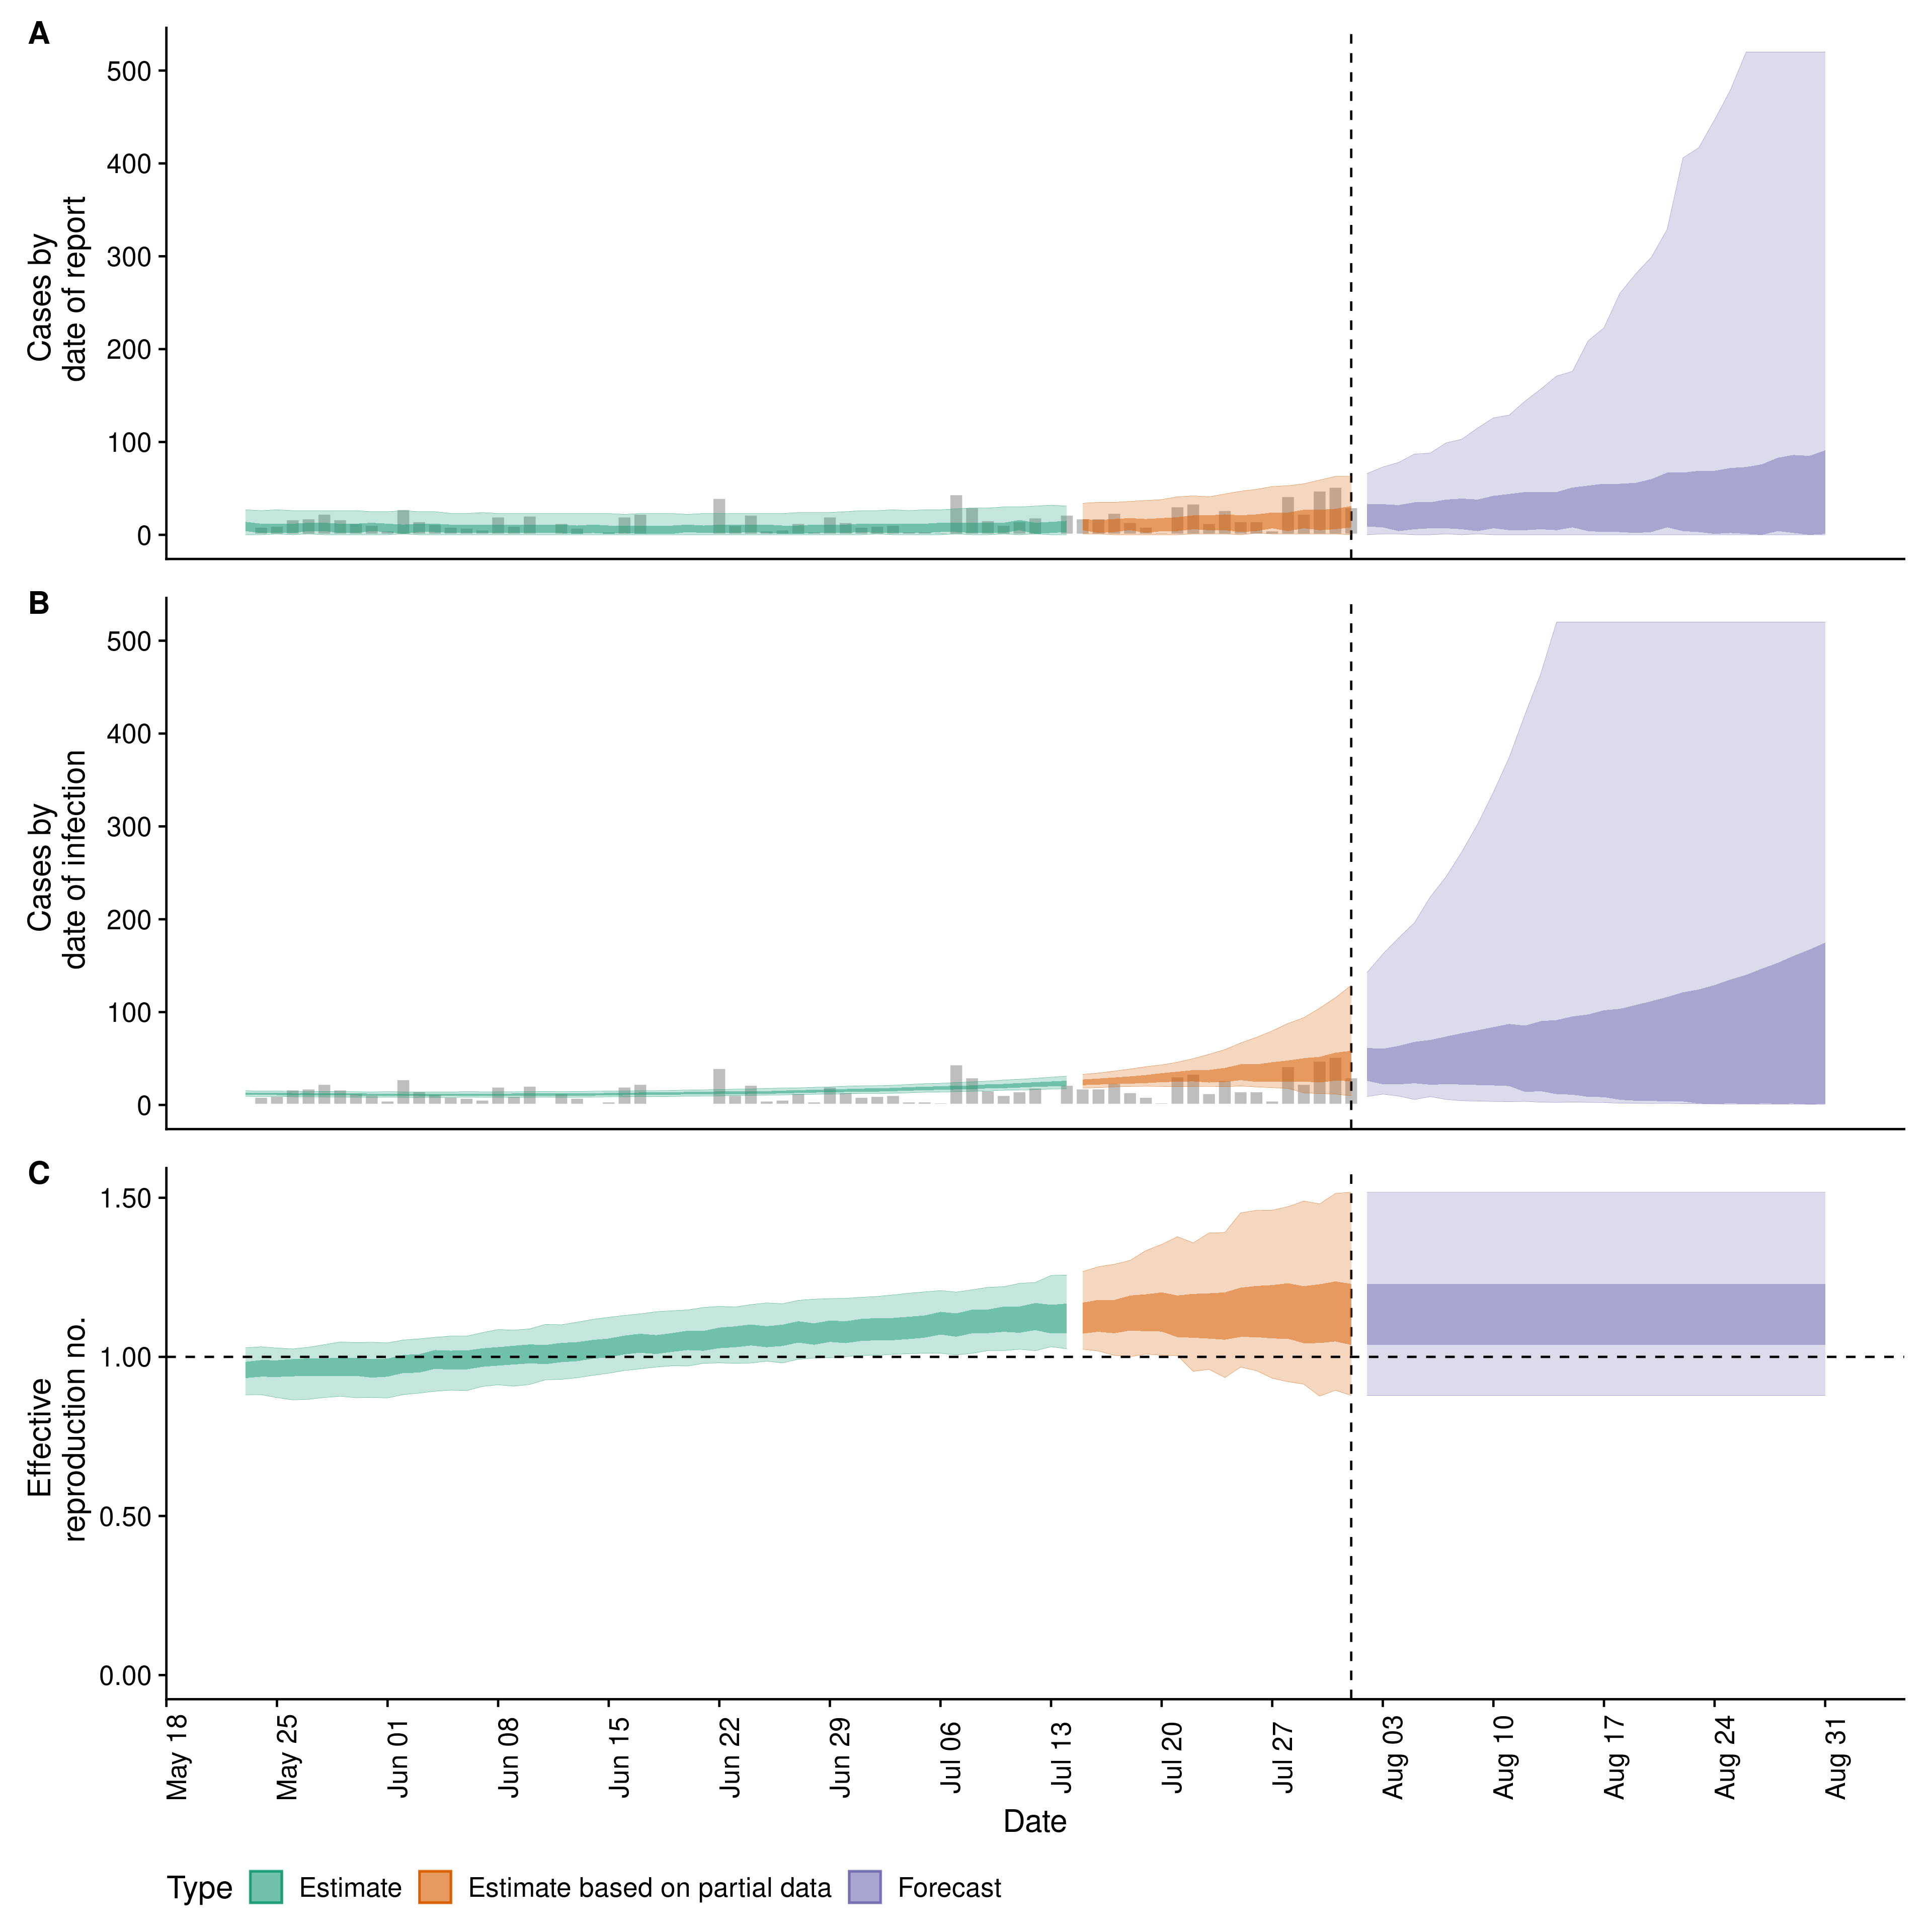 A
500
400
300
200
100
0
Cases by
date of report
B
500
400
300
200
100
0
Cases by
date of infection
C
1.50
1.00
0.50
0.00
Effective
reproduction no.
May 18
May 25
Jun 01
Jun 08
Jun 15
Jun 22
Jun 29
Jul 06
Jul 13
Jul 20
Jul 27
Aug 03
Aug 10
Aug 17
Aug 24
Aug 31
Date
Type Estimate Estimate based on partial data Forecast